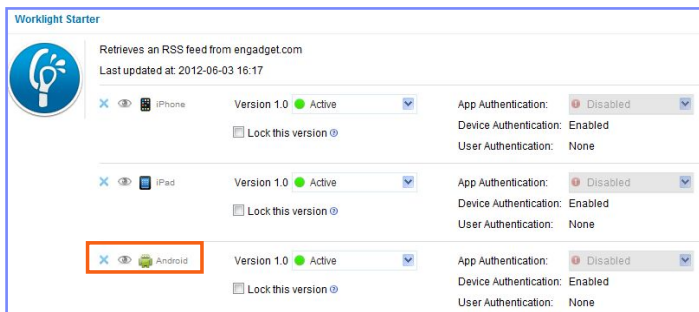 Worklight Starter
Retrieves an RSS feed from engadget.com
Last updated at: 2012-06-03 16:17
iPhone Version 1.0 Active App Authentication: Disabled
Lock this version Device Authentication: Enabled
User Authentication: None
iPad Version 1.0 Active App Authentication: Disabled
Lock this version Device Authentication: Enabled
User Authentication: None
Android Version 1.0 Active App Authentication: Disabled
Lock this version Device Authentication: Enabled
User Authentication: None